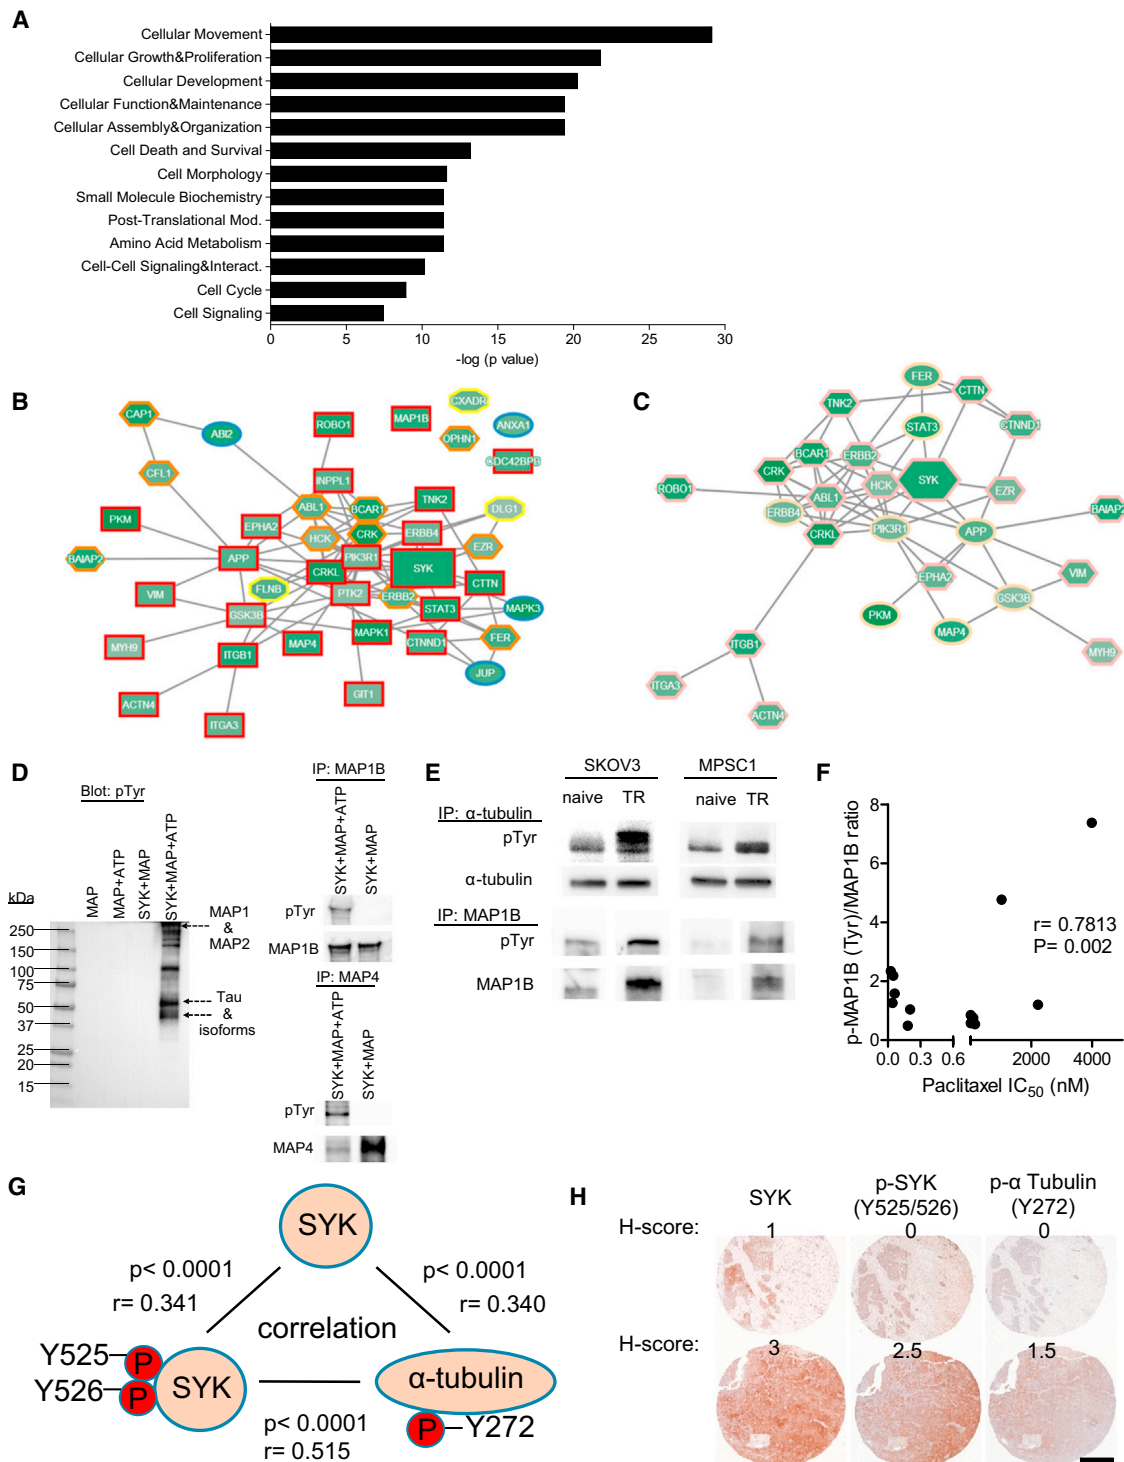 A
Cellular Movement
Cellular Growth&Proliferation
Cellular Development
Cellular Function&Maintenance
Cellular Assembly&Organization
Cell Death and Survival
Cell Morphology
Small Molecule Biochemistry
Post-Translational Mod.
Amino Acid Metabolism
Cell-Cell Signaling&Interact.
Cell Cycle
Cell Signaling
0 5 10 15 20 25 30
-log (p value)
B
CAP1
ABI2
ROBO1
MAP1B
CXADR
ANXA1
OPHN1
CDC42BPB
CFL1
INPPL1
TNK2
ABL1
BCAR1
DLG1
PKM
EPHA2
CRK
ERBB4
HCK
EZR
BAIAP2
APP
PIK3R1
CRKL
SYK
FLNB
PTK2
ERBB2
CTTN
VIM
GSK3B
STAT3
MAPK3
MAPK1
MYH9
ITGB1
MAP4
CTNND1
FER
JUP
ACTN4
GIT1
ITGA3
C
FER
CTTN
TNK2
STAT3
CTNND1
BCAR1
ERBB2
CRK
HCK
SYK
ROBO1
ABL1
EZR
BAIAP2
ERBB4
CRKL
PIK3R1
APP
EPHA2
VIM
GSK3B
PKM
MAP4
ITGB1
MYH9
ITGA3
ACTN4
D
Blot: pTyr
kDa
MAP
MAP+ATP
SYK+MAP
SYK+MAP+ATP
250
150
100
75
50
37
25
20
15
MAP1
&
MAP2
Tau
&
isoforms
IP: MAP1B
SYK+MAP+ATP
SYK+MAP
pTyr
MAP1B
IP: MAP4
SYK+MAP+ATP
SYK+MAP
pTyr
MAP4
E
SKOV3 MPSC1
naive TR naive TR
IP: α-tubulin
pTyr
α-tubulin
IP: MAP1B
pTyr
MAP1B
F
p-MAP1B (Tyr)/MAP1B ratio
8
6
4
2
0
r= 0.7813
P= 0.002
0.0 0.3 0.6 2000 4000
Paclitaxel IC50 (nM)
G
SYK
p< 0.0001
r= 0.341
p< 0.0001
r= 0.340
correlation
Y525
P
Y526
P
SYK
α-tubulin
P
Y272
p< 0.0001
r= 0.515
H
SYK
p-SYK
(Y525/526)
p-α Tubulin
(Y272)
H-score: 1 0 0
H-score: 3 2.5 1.5